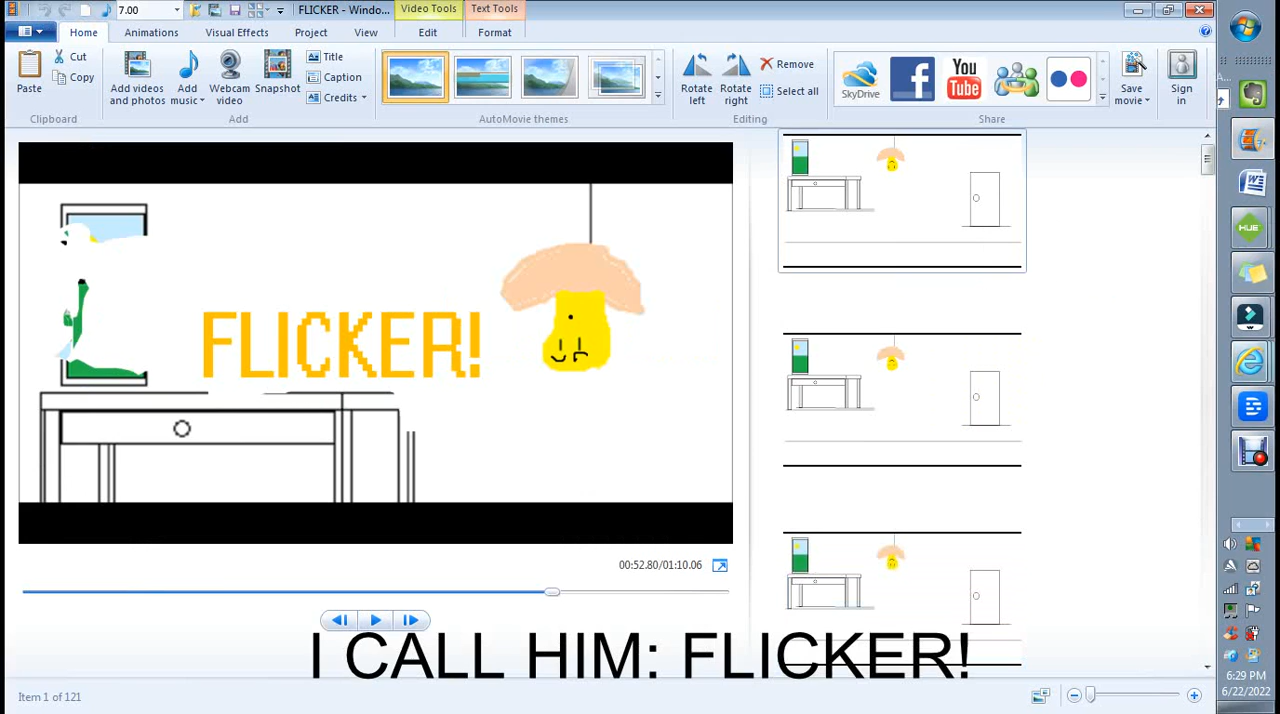 7.00
FLICKER - Windo...
Video Tools
Text Tools
Home
Animations
Visual Effects
Project
View
Edit
Format
Paste
Cut
Copy
Clipboard
Add videos and photos
Add music
Webcam video
Snapshot
Title
Caption
Credits
Add
AutoMovie themes
Rotate left
Rotate right
Remove
Select all
Editing
SkyDrive
You Tube
Share
Save movie
Sign in
A...
FLICKER!
HUE
00:52.80/01:10.06
I CALL HIM: FLICKER!
Item 1 of 121
6:29 PM
6/22/2022